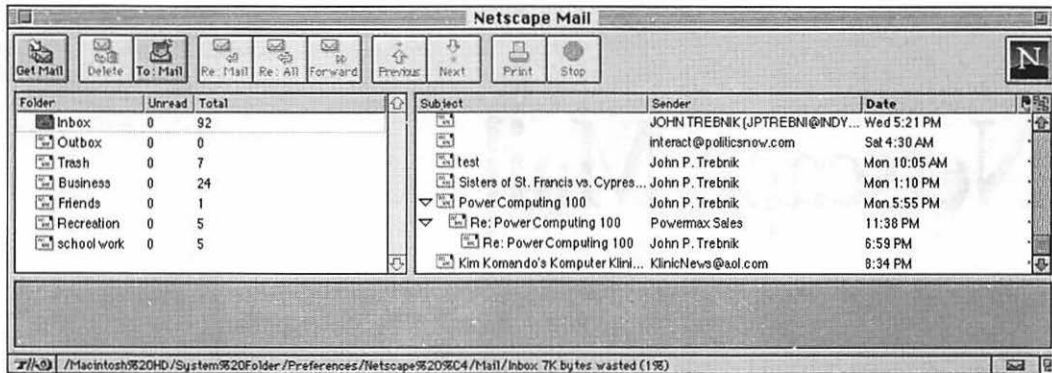 Netscape Mail
Get Mail Delete To: Mail Re: Mail Re: All Forward Previous Next Print Stop N
Folder Unread Total
Inbox 0 92
Outbox 0 0
Trash 0 7
Business 0 24
Friends 0 1
Recreation 0 5
school work 0 5
Subject Sender Date
JOHN TREBNIK (JPTREBNI@INDY... Wed 5:21 PM
interact@politicsnow.com Sat 4:30 AM
test John P. Trebnik Mon 10:05 AM
Sisters of St. Francis vs. Cypres... John P. Trebnik Mon 1:10 PM
Power Computing 100 John P. Trebnik Mon 5:55 PM
Re: Power Computing 100 Powermax Sales 11:38 PM
Re: Power Computing 100 John P. Trebnik 6:59 PM
Kim Komando's Komputer Klini... KlinicNews@aol.com 8:34 PM
/Macintosh%20HD/System%20Folder/Preferences/Netscape%20%C4/Mail/Inbox 7K bytes wasted (1%)